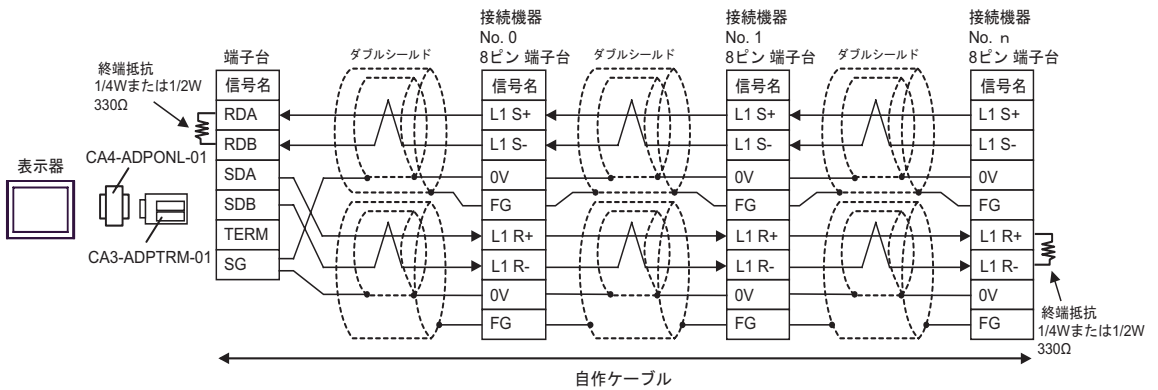 接続機器
No. 0
8ピン 端子台
接続機器
No. 1
8ピン 端子台
接続機器
No. n
8ピン 端子台
端子台
ダブルシールド
ダブルシールド
ダブルシールド
終端抵抗
1/4Wまたは1/2W
330Ω
表示器
CA4-ADPONL-01
CA3-ADPTRM-01
信号名
RDA
RDB
SDA
SDB
TERM
SG
信号名
L1 S+
L1 S-
0V
FG
L1 R+
L1 R-
0V
FG
信号名
L1 S+
L1 S-
0V
FG
L1 R+
L1 R-
0V
FG
信号名
L1 S+
L1 S-
0V
FG
L1 R+
L1 R-
0V
FG
終端抵抗
1/4Wまたは1/2W
330Ω
自作ケーブル